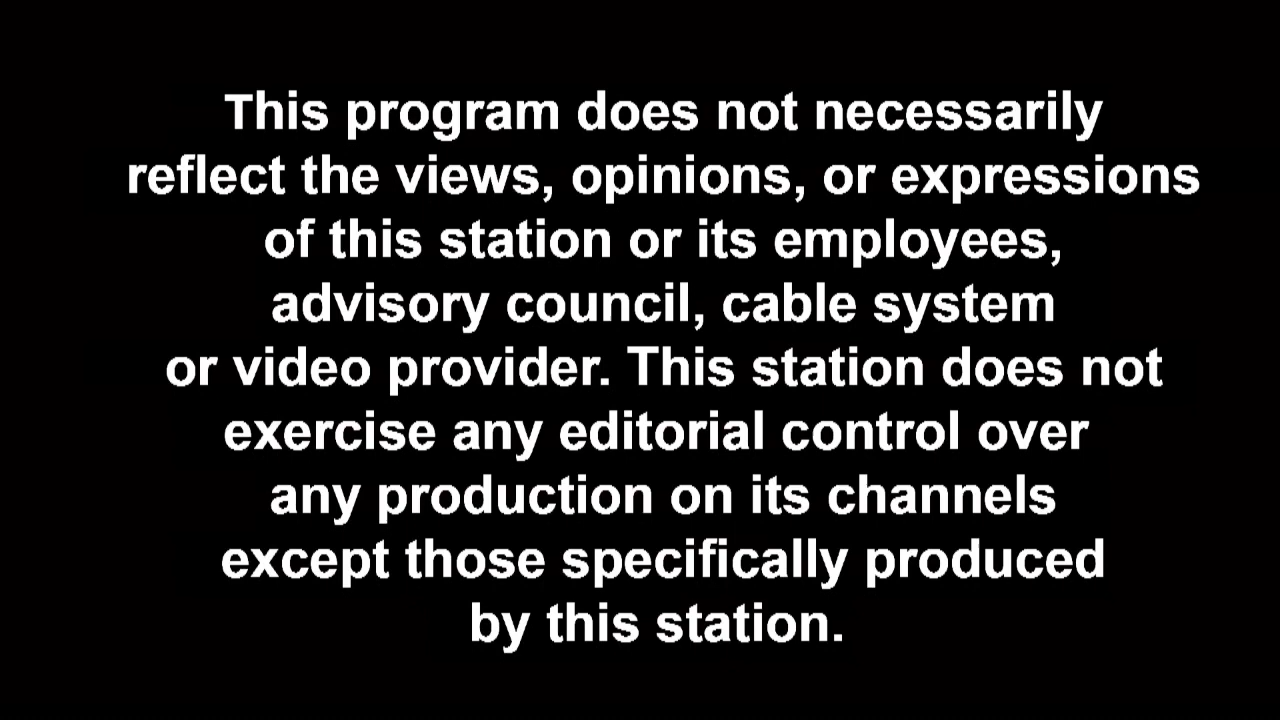 This program does not necessarily
reflect the views, opinions, or expressions
of this station or its employees,
advisory council, cable system
or video provider. This station does not
exercise any editorial control over
any production on its channels
except those specifically produced
by this station.